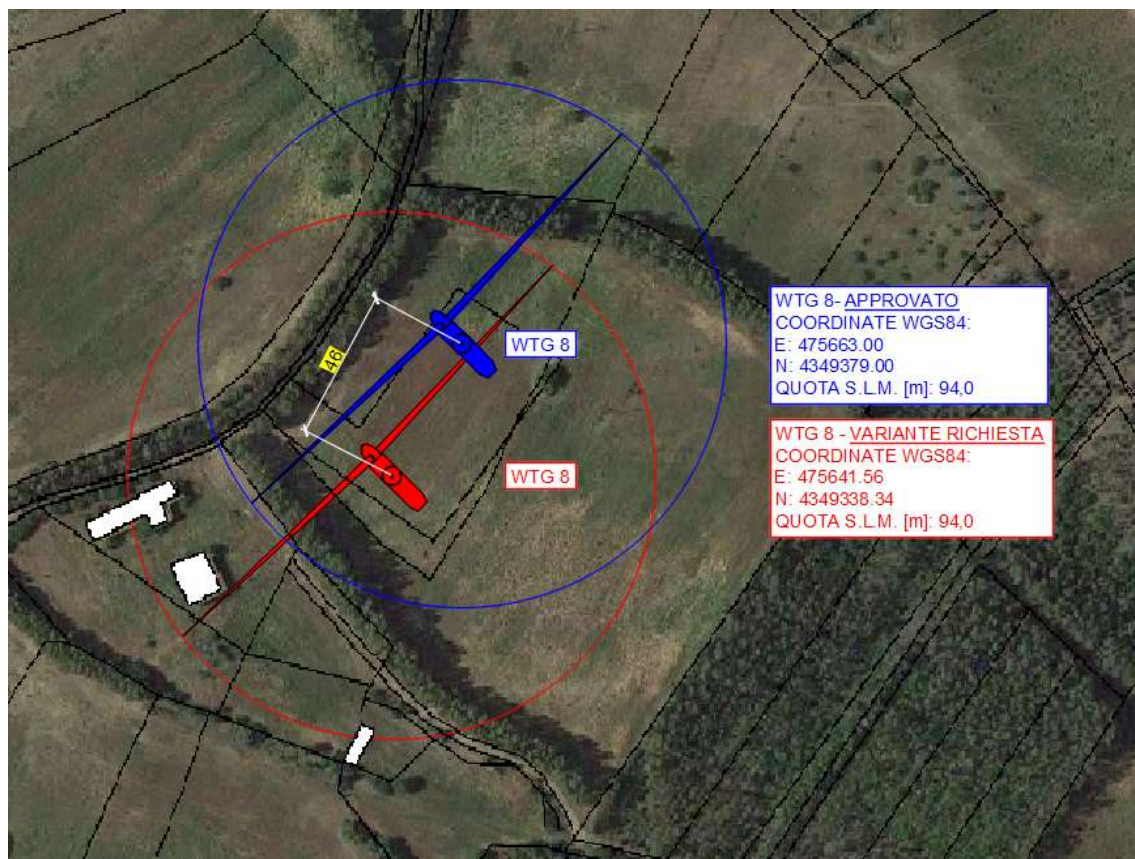 46
WTG 8
WTG 8
WTG 8- APPROVATO
COORDINATE WGS84:
E: 475663.00
N: 4349379.00
QUOTA S.L.M. [m]: 94,0
WTG 8 - VARIANTE RICHIESTA
COORDINATE WGS84:
E: 475641.56
N: 4349338.34
QUOTA S.L.M. [m]: 94,0